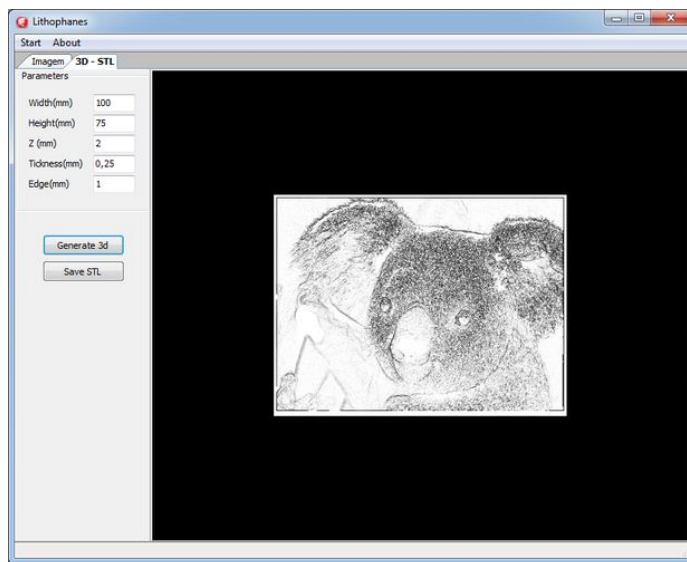 Lithophanes
Start About
Imagem 3D - STL
Parameters
Width(mm) 100
Height(mm) 75
Z (mm) 2
Tickness(mm) 0,25
Edge(mm) 1
Generate 3d
Save STL